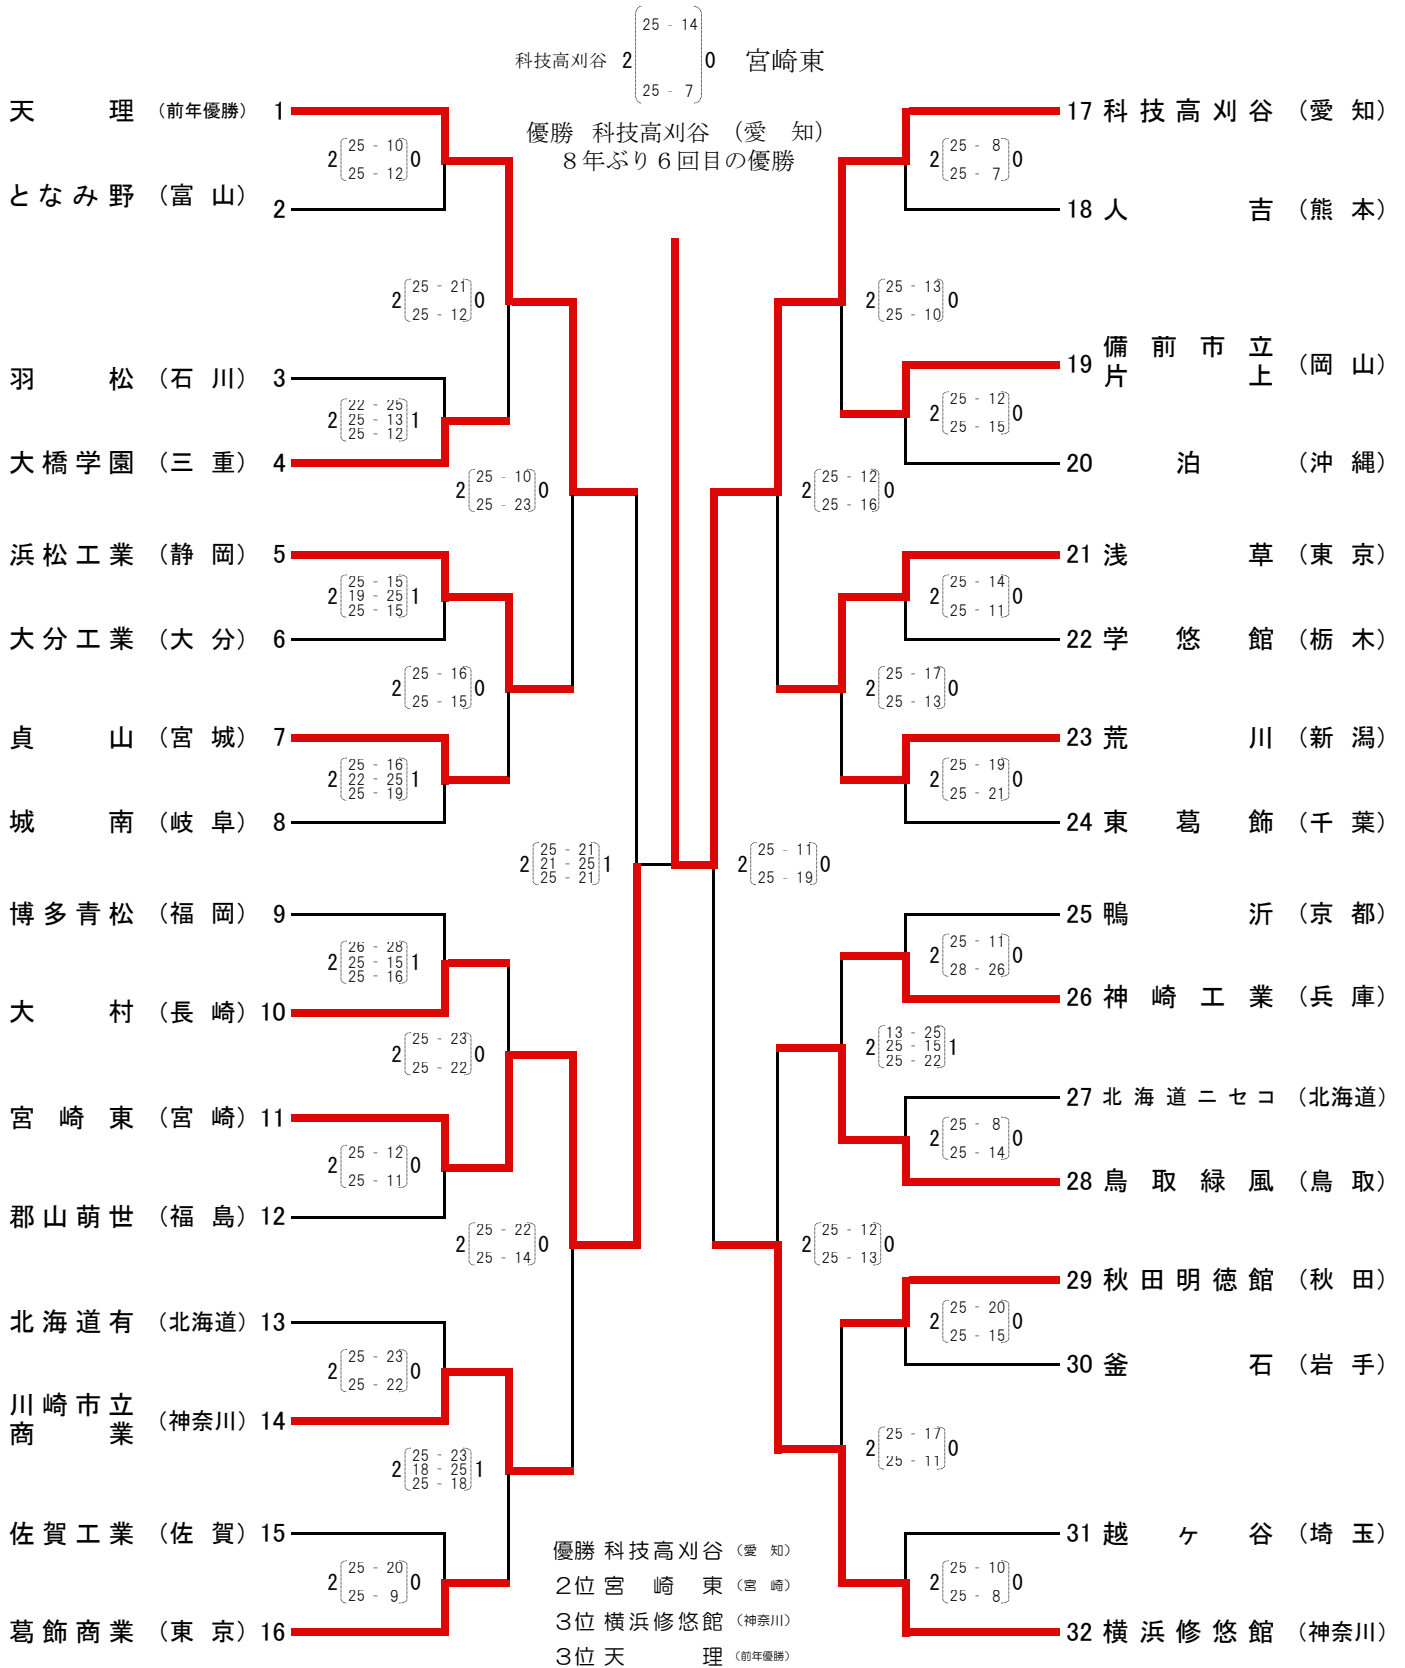 科技高刈谷 2 25 - 14 25 - 7 0 宮崎東
優勝 科技高刈谷 （愛 知）
８年ぶり６回目の優勝
天理 （前年優勝） 1
2 25 - 10 25 - 12 0
となみ野 （富山） 2
2 25 - 21 25 - 12 0
羽松 （石川） 3
2 22 - 25 25 - 13 25 - 12 1
大橋学園 （三重） 4
2 25 - 10 25 - 23 0
浜松工業 （静岡） 5
2 25 - 15 19 - 25 25 - 15 1
大分工業 （大分） 6
2 25 - 16 25 - 15 0
貞山 （宮城） 7
2 25 - 16 22 - 25 25 - 19 1
城南 （岐阜） 8
2 25 - 21 21 - 25 25 - 21 1
博多青松 （福岡） 9
2 26 - 28 25 - 15 25 - 16 1
大村 （長崎） 10
2 25 - 23 25 - 22 0
宮崎東 （宮崎） 11
2 25 - 12 25 - 11 0
郡山萌世 （福島） 12
2 25 - 22 25 - 14 0
北海道有 （北海道） 13
2 25 - 23 25 - 22 0
川崎市立商業 （神奈川） 14
2 25 - 23 18 - 25 25 - 18 1
佐賀工業 （佐賀） 15
2 25 - 20 25 - 9 0
葛飾商業 （東京） 16
17 科技高刈谷 （愛知）
2 25 - 8 25 - 7 0
18 人吉 （熊本）
2 25 - 13 25 - 10 0
19 備前市立片上 （岡山）
2 25 - 12 25 - 15 0
20 泊 （沖縄）
2 25 - 12 25 - 16 0
21 浅草 （東京）
2 25 - 14 25 - 11 0
22 学悠館 （栃木）
2 25 - 17 25 - 13 0
23 荒川 （新潟）
2 25 - 19 25 - 21 0
24 東葛飾 （千葉）
2 25 - 11 25 - 19 0
25 鴨沂 （京都）
2 25 - 11 28 - 26 0
26 神崎工業 （兵庫）
2 13 - 25 25 - 15 25 - 22 1
27 北海道ニセコ （北海道）
2 25 - 8 25 - 14 0
28 鳥取緑風 （鳥取）
2 25 - 12 25 - 13 0
29 秋田明徳館 （秋田）
2 25 - 20 25 - 15 0
30 釜石 （岩手）
2 25 - 17 25 - 11 0
31 越ヶ谷 （埼玉）
2 25 - 10 25 - 8 0
32 横浜修悠館 （神奈川）
優勝 科技高刈谷 （愛 知）
2位 宮崎東 （宮 崎）
3位 横浜修悠館 （神奈川）
3位 天理 （前年優勝）